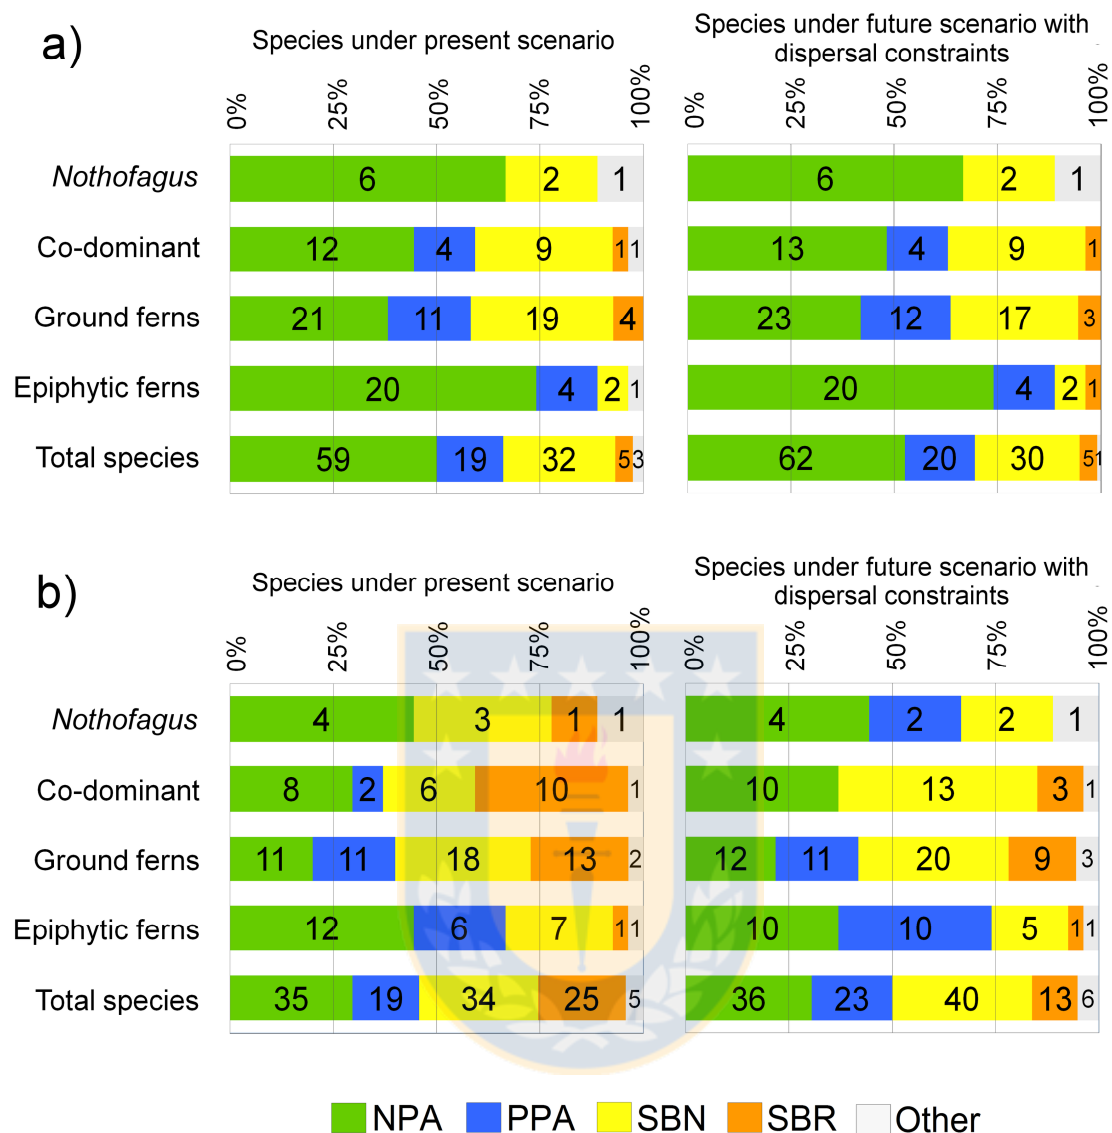 a)
Species under present scenario
Species under future scenario with
dispersal constraints
0% 25% 50% 75% 100%
0% 25% 50% 75% 100%
Nothofagus 6 2 1 6 2 1
Co-dominant 12 4 9 1 1 13 4 9 1
Ground ferns 21 11 19 4 23 12 17 3
Epiphytic ferns 20 4 2 1 20 4 2 1
Total species 59 19 32 5 3 62 20 30 5 1
b)
Species under present scenario
Species under future scenario with
dispersal constraints
0% 25% 50% 75% 100%
0% 25% 50% 75% 100%
Nothofagus 4 3 1 1 4 2 2 1
Co-dominant 8 2 6 10 1 10 13 3 1
Ground ferns 11 11 18 13 2 12 11 20 9 3
Epiphytic ferns 12 6 7 1 1 10 10 5 1 1
Total species 35 19 34 25 5 36 23 40 13 6
NPA PPA SBN SBR Other